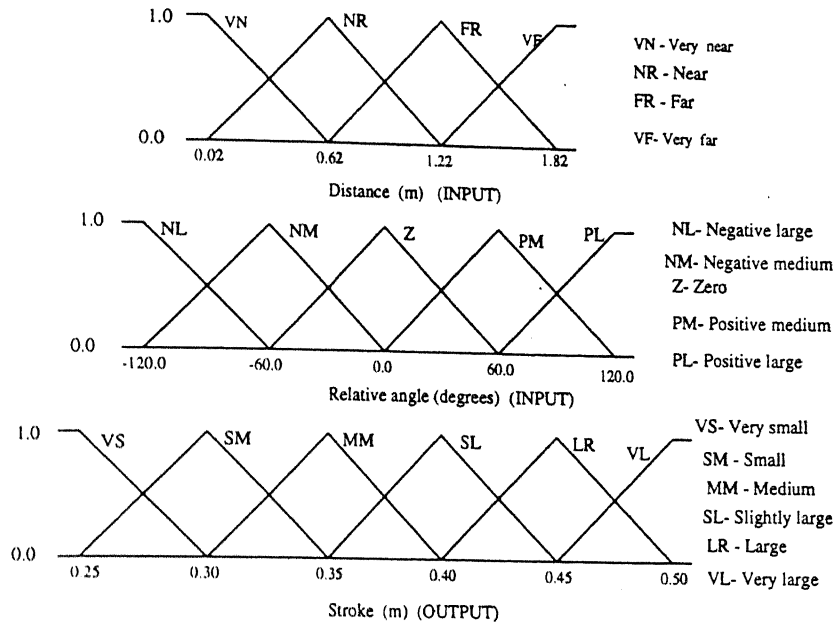 1.0
VN
NR
FR
VF
VN - Very near
NR - Near
FR - Far
VF- Very far
0.0
0.02
0.62
1.22
1.82
Distance (m) (INPUT)
1.0
NL
NM
Z
PM
PL
NL- Negative large
NM- Negative medium
Z- Zero
PM- Positive medium
PL- Positive large
0.0
-120.0
-60.0
0.0
60.0
120.0
Relative angle (degrees) (INPUT)
1.0
VS
SM
MM
SL
LR
VL
VS- Very small
SM - Small
MM - Medium
SL- Slightly large
LR - Large
VL- Very large
0.0
0.25
0.30
0.35
0.40
0.45
0.50
Stroke (m) (OUTPUT)